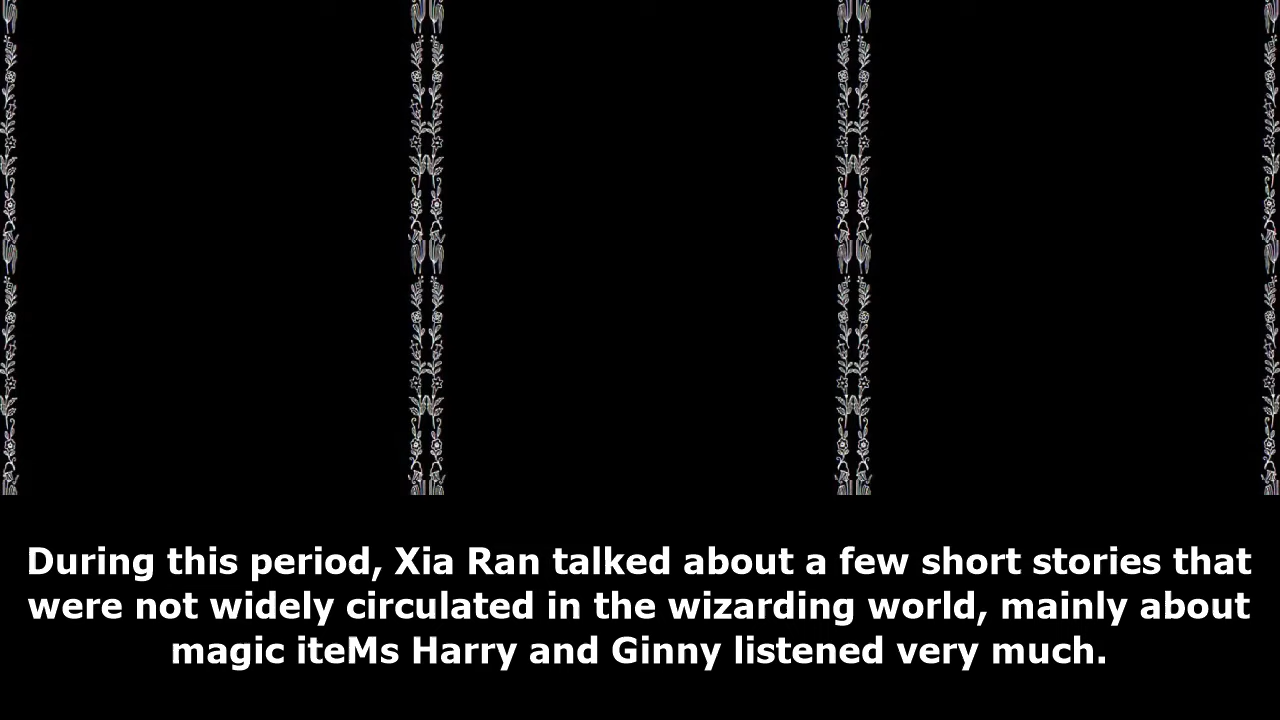 During this period, Xia Ran talked about a few short stories that
were not widely circulated in the wizarding world, mainly about
magic iteMs Harry and Ginny listened very much.